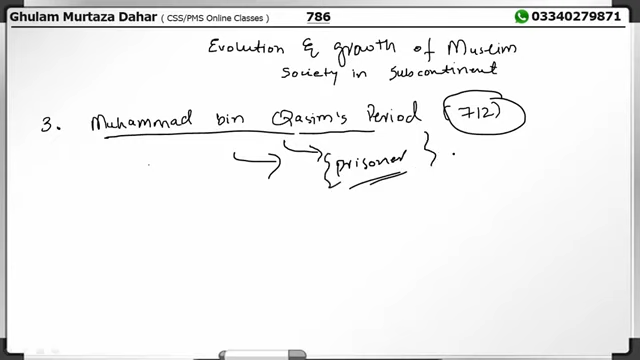 Ghulam Murtaza Dahar ( CSS/PMS Online Classes ) 786 03340279871
Evolution & growth of Muslim
Society in Subcontinent
3. Muhammad bin Qasim's Period (712)
{prisoner} .